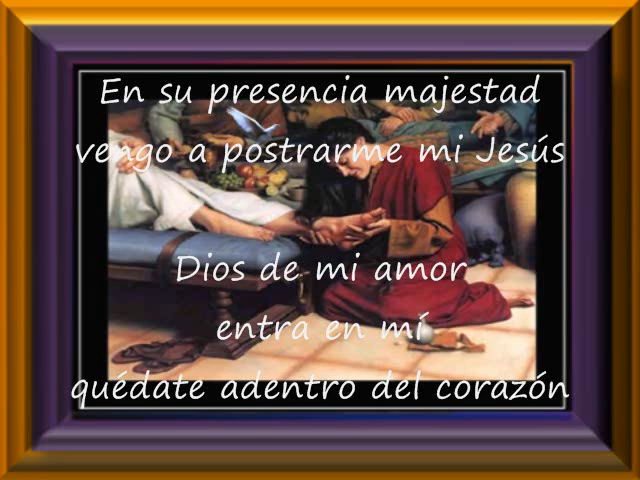 En su presencia majestad
vengo a postrarme mi Jesús
Dios de mi amor
entra en mí
quédate adentro del corazón